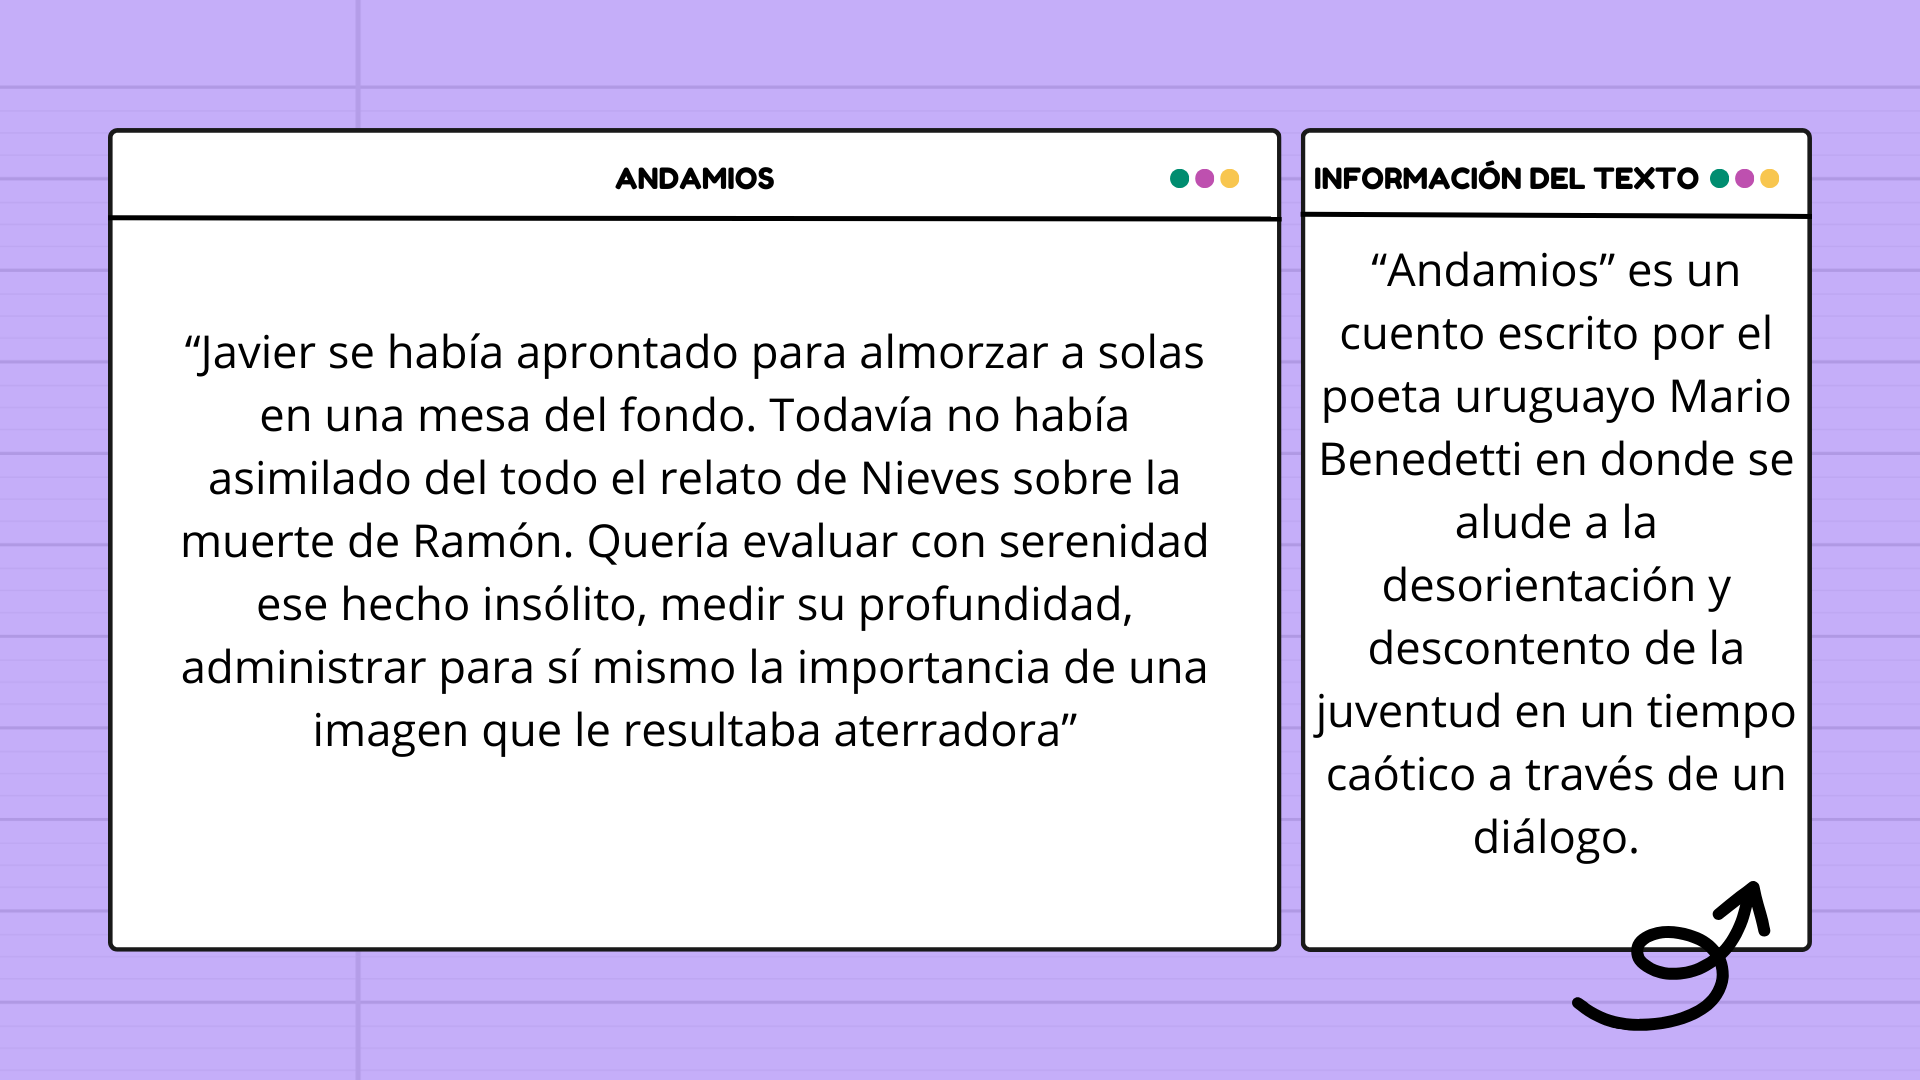 ANDAMIOS
“Javier se había aprontado para almorzar a solas
en una mesa del fondo. Todavía no había
asimilado del todo el relato de Nieves sobre la
muerte de Ramón. Quería evaluar con serenidad
ese hecho insólito, medir su profundidad,
administrar para sí mismo la importancia de una
imagen que le resultaba aterradora”
INFORMACIÓN DEL TEXTO
“Andamios” es un
cuento escrito por el
poeta uruguayo Mario
Benedetti en donde se
alude a la
desorientación y
descontento de la
juventud en un tiempo
caótico a través de un
diálogo.